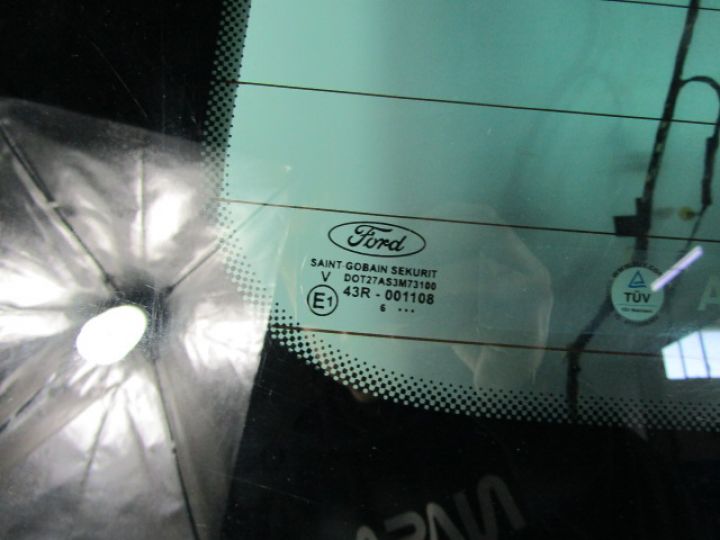 Ford
SAINT-GOBAIN SEKURIT
V DOT27AS3M73100
E1 43R - 001108
6 ...
TÜV
A